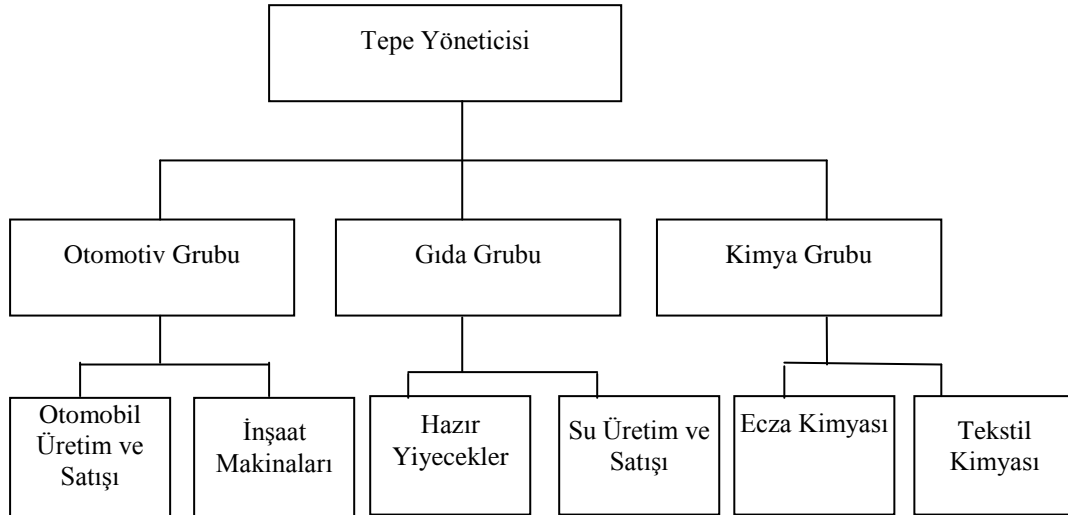 Tepe Yöneticisi
Otomotiv Grubu
Gıda Grubu
Kimya Grubu
Otomobil
Üretim ve
Satışı
İnşaat
Makinaları
Hazır
Yiyecekler
Su Üretim ve
Satışı
Ecza Kimyası
Tekstil
Kimyası